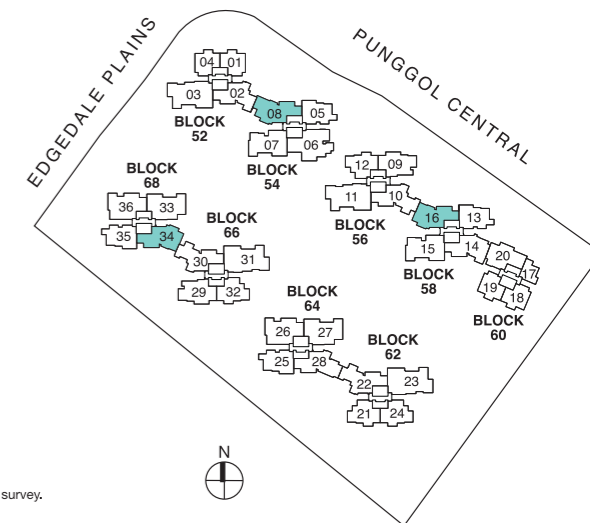 EDGEDALE PLAINS
PUNGGOL CENTRAL
04 01
03 02
BLOCK
52
08 05
07 06
BLOCK
54
12 09
11 10
BLOCK
56
16 13
15 14
BLOCK
58
20 17
19 18
BLOCK
60
BLOCK
68
36 33
35 34
BLOCK
66
30 31
29 32
BLOCK
64
26 27
25 28
BLOCK
62
22 23
21 24
N
survey.